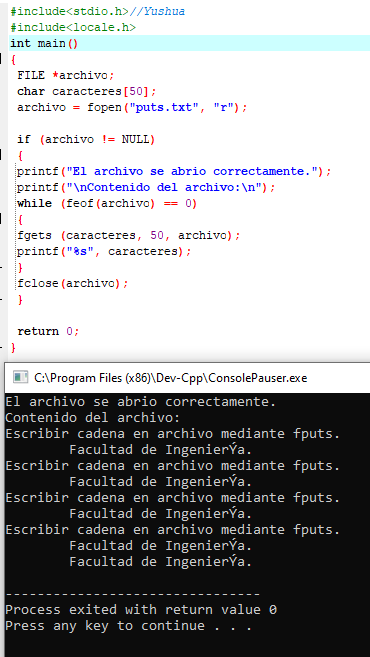 #include<stdio.h>//Yushua
#include<locale.h>
int main()
{
FILE *archivo;
char caracteres[50];
archivo = fopen("puts.txt", "r");
if (archivo != NULL)
{
printf("El archivo se abrio correctamente.");
printf("\nContenido del archivo:\n");
while (feof(archivo) == 0)
{
fgets (caracteres, 50, archivo);
printf("%s", caracteres);
}
fclose(archivo);
}
return 0;
}
C:\Program Files (x86)\Dev-Cpp\ConsolePauser.exe
El archivo se abrio correctamente.
Contenido del archivo:
Escribir cadena en archivo mediante fputs.
Facultad de IngenierÝa.
Escribir cadena en archivo mediante fputs.
Facultad de IngenierÝa.
Escribir cadena en archivo mediante fputs.
Facultad de IngenierÝa.
Escribir cadena en archivo mediante fputs.
Facultad de IngenierÝa.
Facultad de IngenierÝa.
--------------------------------
Process exited with return value 0
Press any key to continue . . .